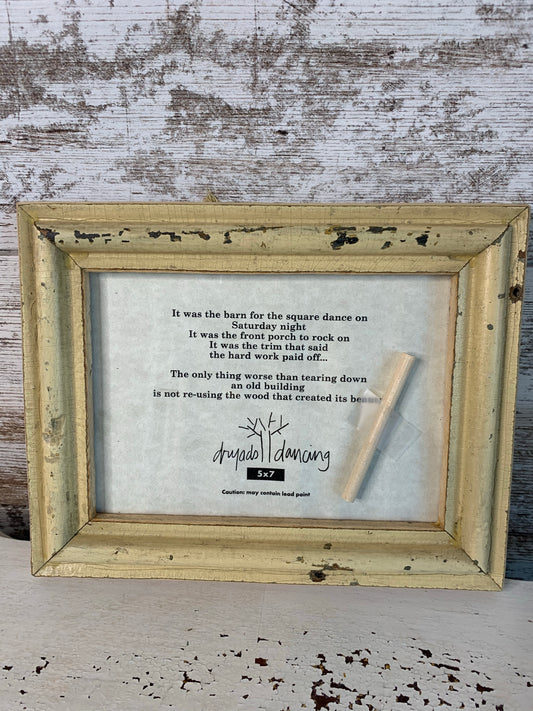 It was the barn for the square dance on
Saturday night
It was the front porch to rock on
It was the trim that said
the hard work paid off...
The only thing worse than tearing down
an old building
is not re-using the wood that created its
dryads dancing
5x7
Caution: may contain lead paint